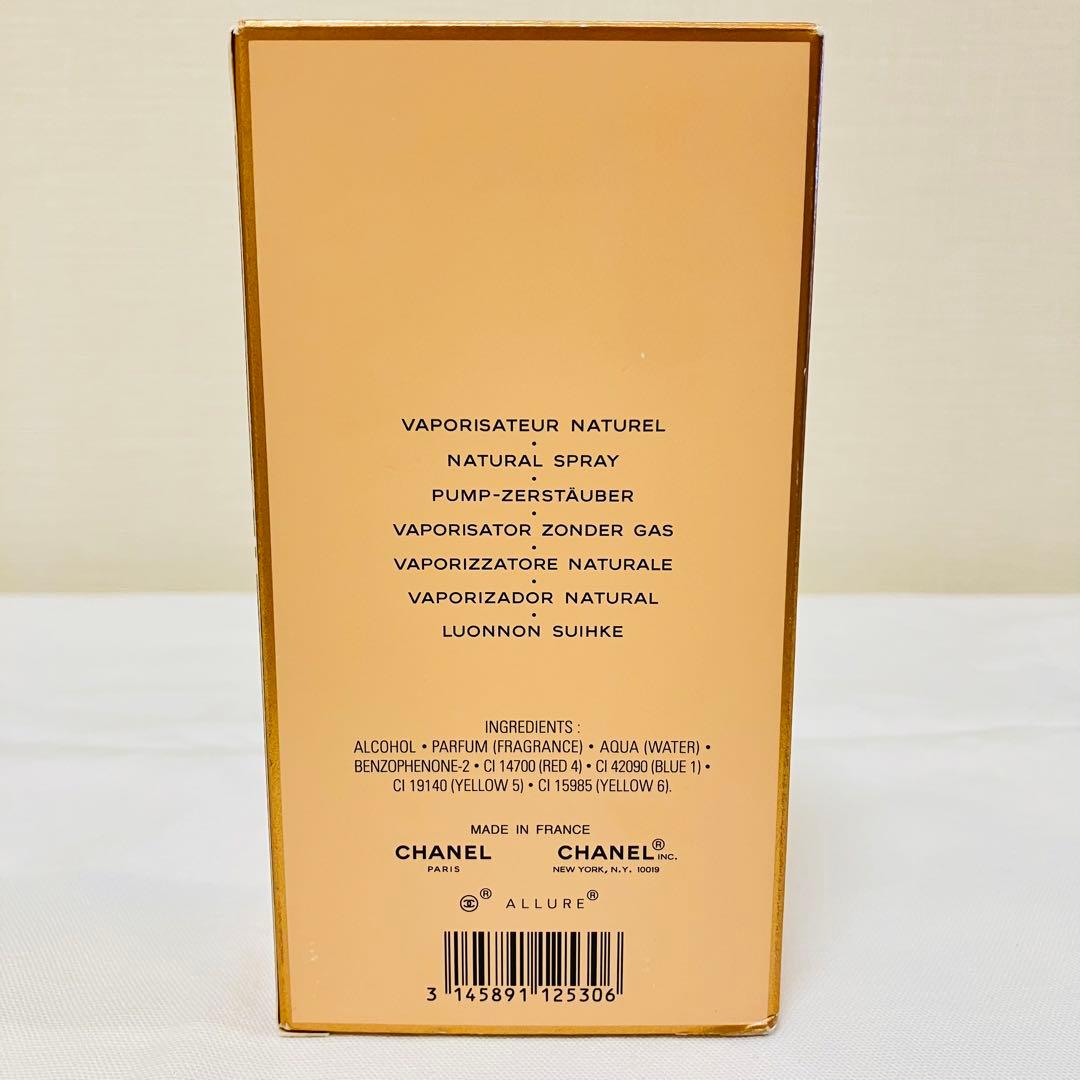 VAPORISATEUR NATUREL
•
NATURAL SPRAY
•
PUMP-ZERSTÄUBER
•
VAPORISATOR ZONDER GAS
•
VAPORIZZATORE NATURALE
•
VAPORIZADOR NATURAL
•
LUONNON SUIHKE
INGREDIENTS :
ALCOHOL • PARFUM (FRAGRANCE) • AQUA (WATER) •
BENZOPHENONE-2 • CI 14700 (RED 4) • CI 42090 (BLUE 1) •
CI 19140 (YELLOW 5) • CI 15985 (YELLOW 6).
MADE IN FRANCE
CHANEL CHANEL® INC.
PARIS NEW YORK, N.Y. 10019
® ALLURE®
3 145891 125306